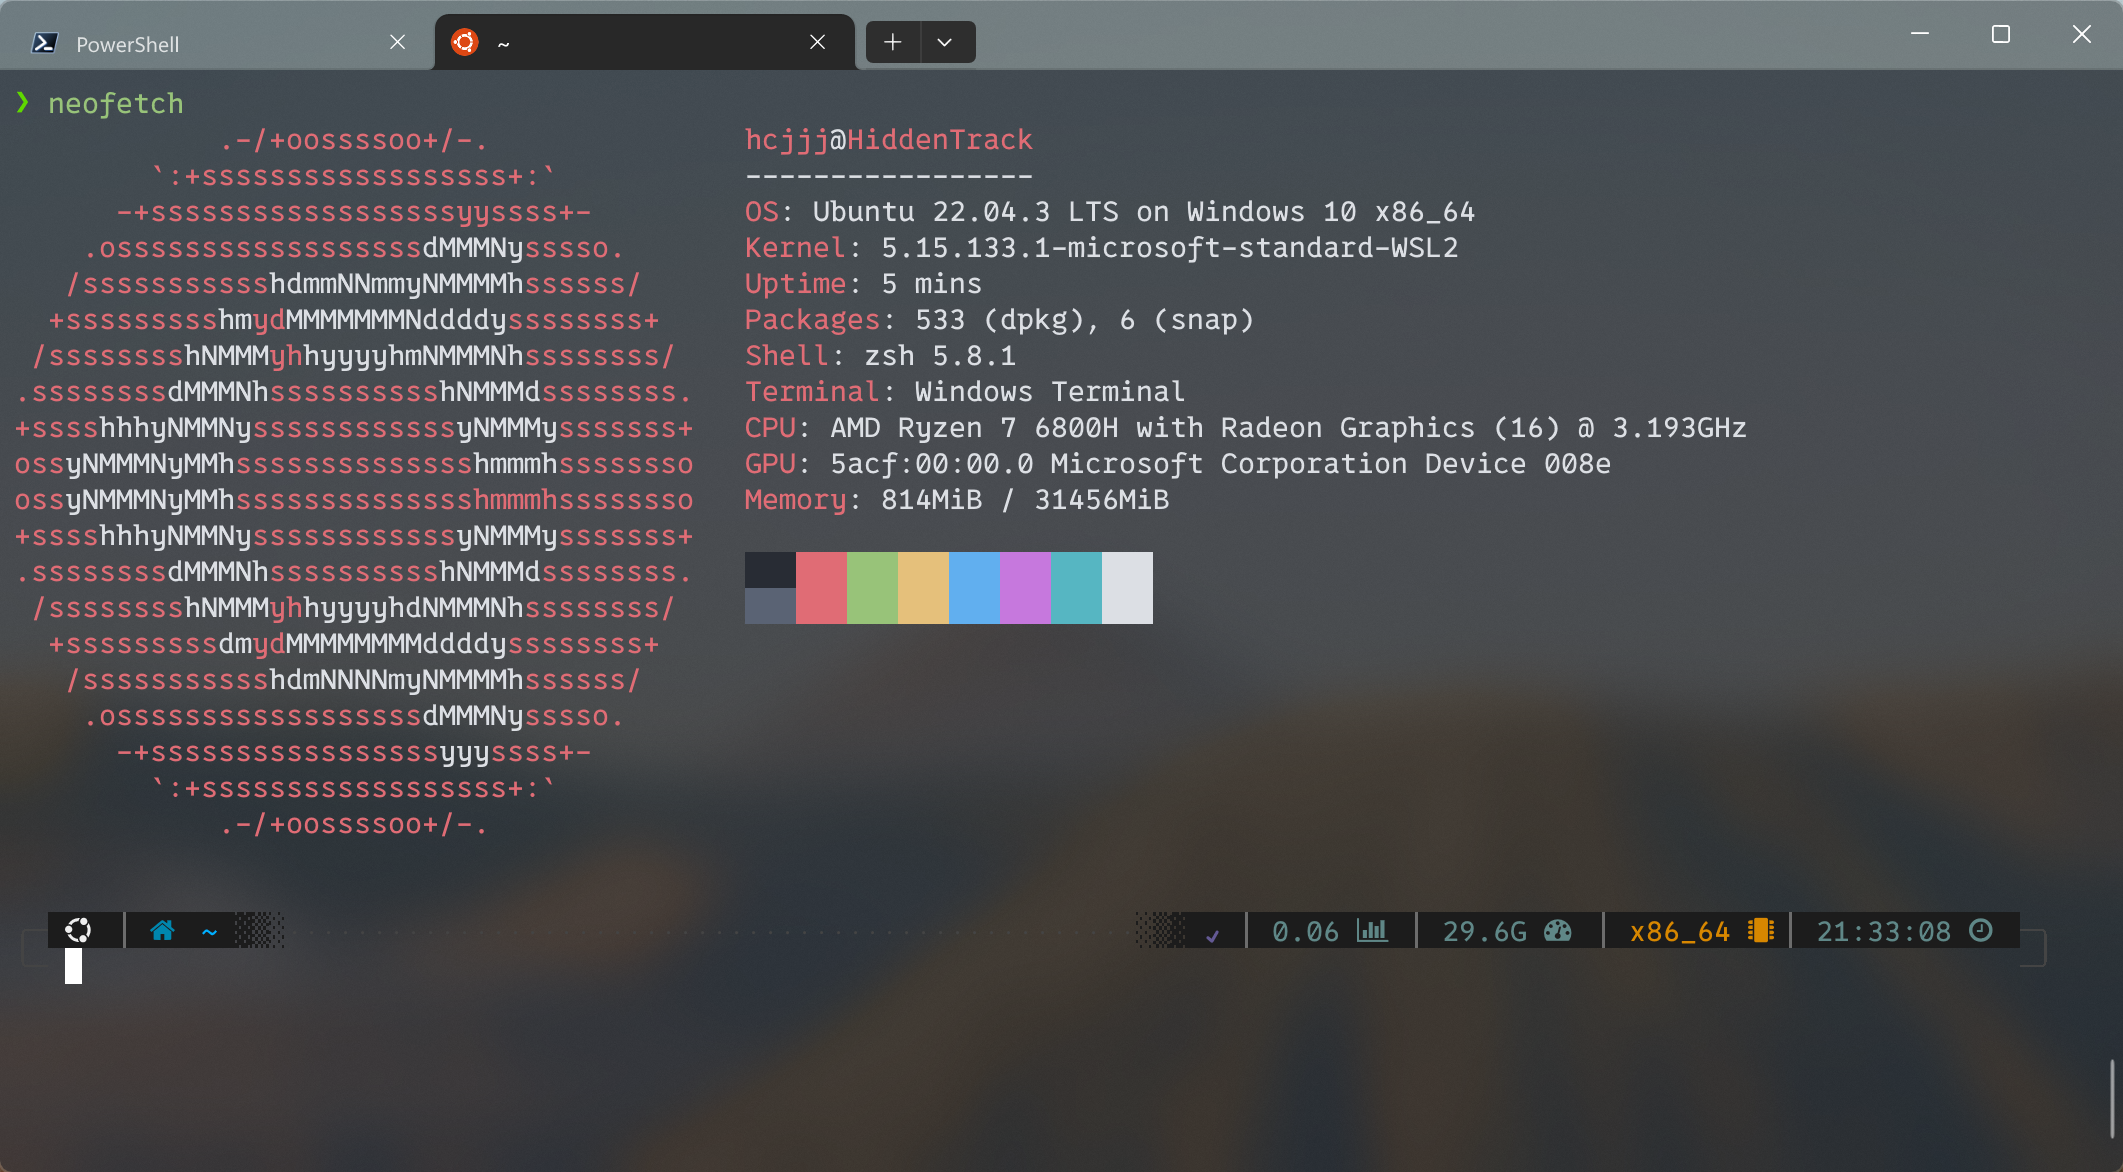 PowerShell
~
❯ neofetch
.-/+oossssoo+/-.
`:+ssssssssssssssssss+:`
-+ssssssssssssssssssyyssss+-
.ossssssssssssssssssdMMMNysssso.
/ssssssssssshdmmNNmmyNMMMMhssssss/
+ssssssssshmydMMMMMMMNddddyssssssss+
/sssssssshNMMMyhhyyyyhmNMMMNhssssssss/
.ssssssssdMMMNhsssssssssshNMMMdssssssss.
+sssshhhyNMMNyssssssssssssyNMMMysssssss+
ossyNMMMNyMMhsssssssssssssshmmmhssssssso
ossyNMMMNyMMhsssssssssssssshmmmhssssssso
+sssshhhyNMMNyssssssssssssyNMMMysssssss+
.ssssssssdMMMNhsssssssssshNMMMdssssssss.
/sssssssshNMMMyhhyyyyhdNMMMNhssssssss/
+sssssssssdmydMMMMMMMMddddyssssssss+
/ssssssssssshdmNNNNmyNMMMMhssssss/
.ossssssssssssssssssdMMMNysssso.
-+sssssssssssssssssyyyssss+-
`:+ssssssssssssssssss+:`
.-/+oossssoo+/-.
hcjjj@HiddenTrack
-----------------
OS: Ubuntu 22.04.3 LTS on Windows 10 x86_64
Kernel: 5.15.133.1-microsoft-standard-WSL2
Uptime: 5 mins
Packages: 533 (dpkg), 6 (snap)
Shell: zsh 5.8.1
Terminal: Windows Terminal
CPU: AMD Ryzen 7 6800H with Radeon Graphics (16) @ 3.193GHz
GPU: 5acf:00:00.0 Microsoft Corporation Device 008e
Memory: 814MiB / 31456MiB
~ ✓ 0.06 29.6G x86_64 21:33:08